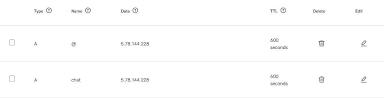 Type Name Data TTL Delete Edit
A @ 5.78.144.228 600 seconds
A chat 5.78.144.228 600 seconds